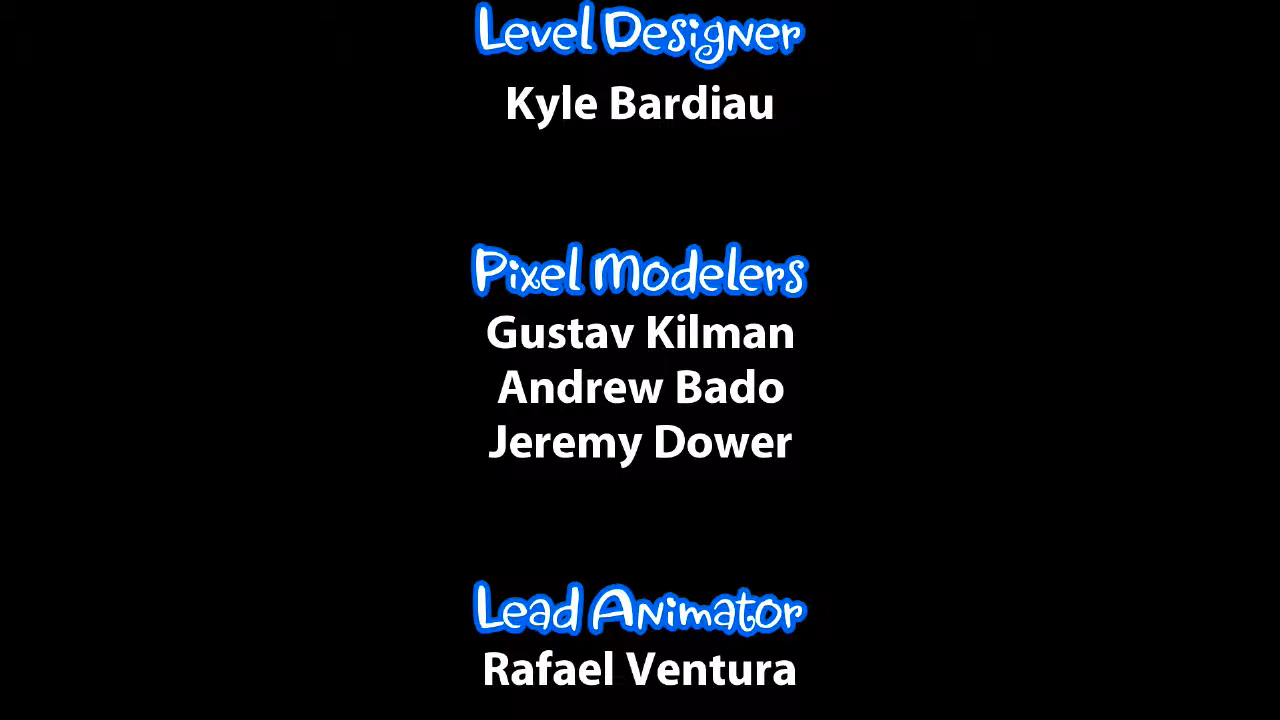 Level Designer
Kyle Bardiau
Pixel Modelers
Gustav Kilman
Andrew Bado
Jeremy Dower
Lead Animator
Rafael Ventura